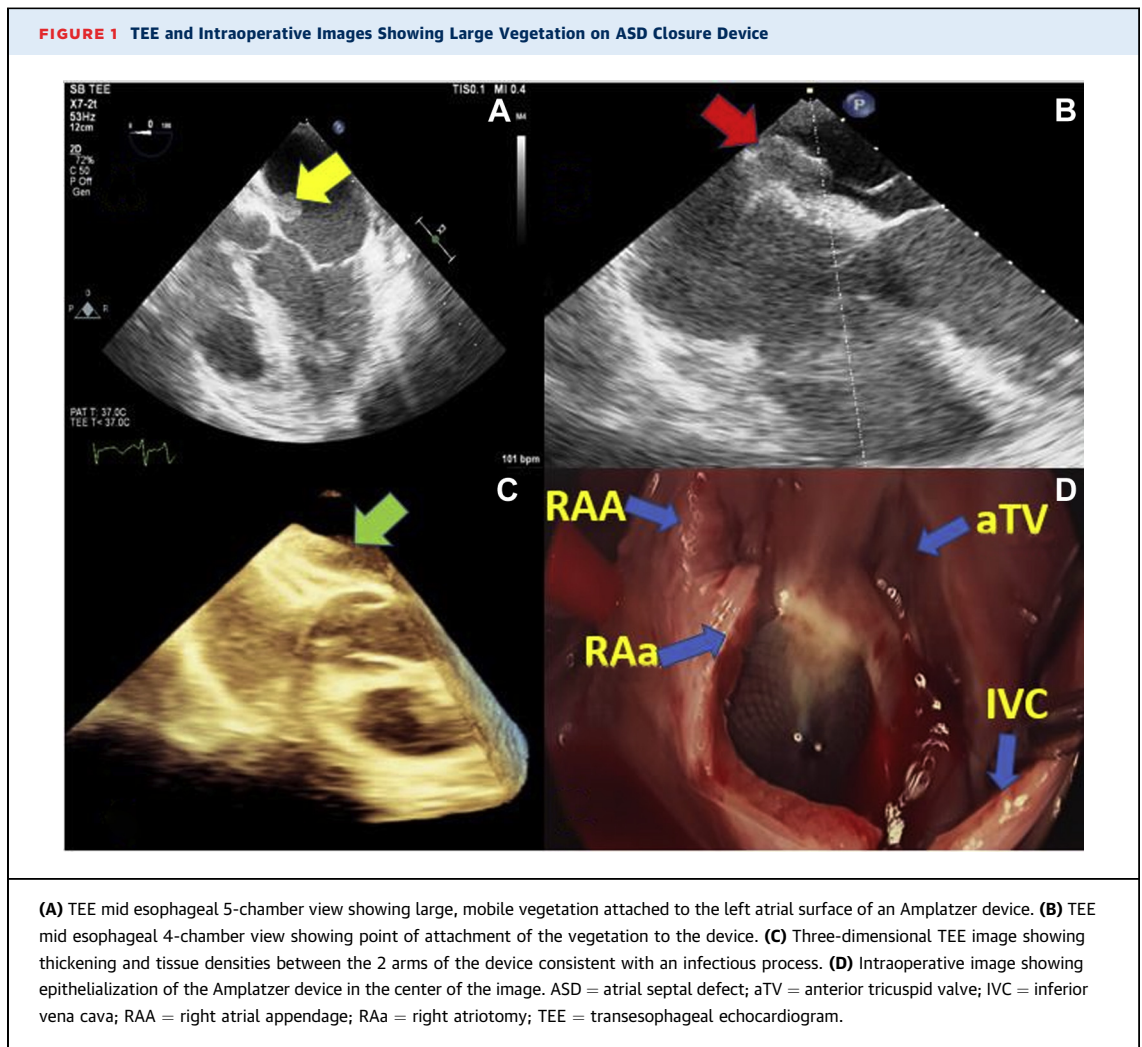 FIGURE 1 TEE and Intraoperative Images Showing Large Vegetation on ASD Closure Device
SB TEE
X7-2t
53Hz
12cm
2D
72%
C 50
P Off
Gen
0 0 180
TIS0.1 MI 0.4
M4
A
P
R
PAT T: 37.0C
TEE T< 37.0C
101 bpm
B
P
C
D
RAA
aTV
RAa
IVC
(A) TEE mid esophageal 5-chamber view showing large, mobile vegetation attached to the left atrial surface of an Amplatzer device. (B) TEE
mid esophageal 4-chamber view showing point of attachment of the vegetation to the device. (C) Three-dimensional TEE image showing
thickening and tissue densities between the 2 arms of the device consistent with an infectious process. (D) Intraoperative image showing
epithelialization of the Amplatzer device in the center of the image. ASD = atrial septal defect; aTV = anterior tricuspid valve; IVC = inferior
vena cava; RAA = right atrial appendage; RAa = right atriotomy; TEE = transesophageal echocardiogram.